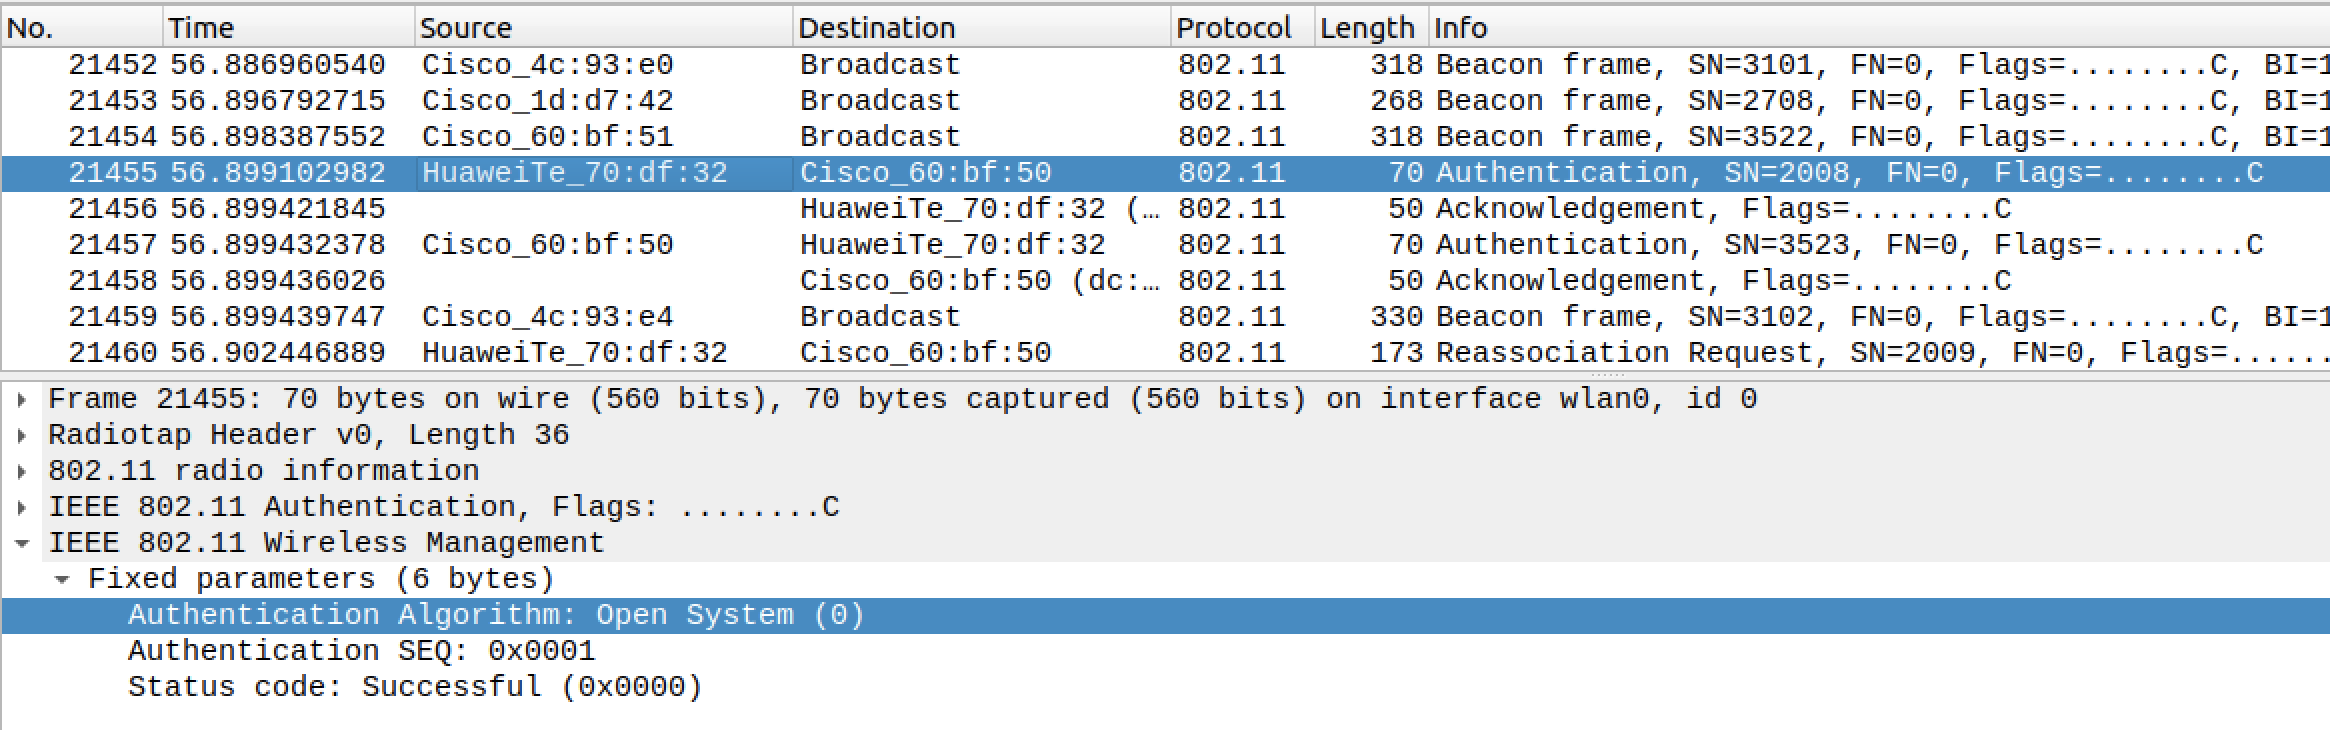 No. Time Source Destination Protocol Length Info
21452 56.886960540 Cisco_4c:93:e0 Broadcast 802.11 318 Beacon frame, SN=3101, FN=0, Flags=........C, BI=1
21453 56.896792715 Cisco_1d:d7:42 Broadcast 802.11 268 Beacon frame, SN=2708, FN=0, Flags=........C, BI=1
21454 56.898387552 Cisco_60:bf:51 Broadcast 802.11 318 Beacon frame, SN=3522, FN=0, Flags=........C, BI=1
21455 56.899102982 HuaweiTe_70:df:32 Cisco_60:bf:50 802.11 70 Authentication, SN=2008, FN=0, Flags=........C
21456 56.899421845 HuaweiTe_70:df:32 (… 802.11 50 Acknowledgement, Flags=........C
21457 56.899432378 Cisco_60:bf:50 HuaweiTe_70:df:32 802.11 70 Authentication, SN=3523, FN=0, Flags=........C
21458 56.899436026 Cisco_60:bf:50 (dc:… 802.11 50 Acknowledgement, Flags=........C
21459 56.899439747 Cisco_4c:93:e4 Broadcast 802.11 330 Beacon frame, SN=3102, FN=0, Flags=........C, BI=1
21460 56.902446889 HuaweiTe_70:df:32 Cisco_60:bf:50 802.11 173 Reassociation Request, SN=2009, FN=0, Flags=......
Frame 21455: 70 bytes on wire (560 bits), 70 bytes captured (560 bits) on interface wlan0, id 0
Radiotap Header v0, Length 36
802.11 radio information
IEEE 802.11 Authentication, Flags: ........C
IEEE 802.11 Wireless Management
Fixed parameters (6 bytes)
Authentication Algorithm: Open System (0)
Authentication SEQ: 0x0001
Status code: Successful (0x0000)